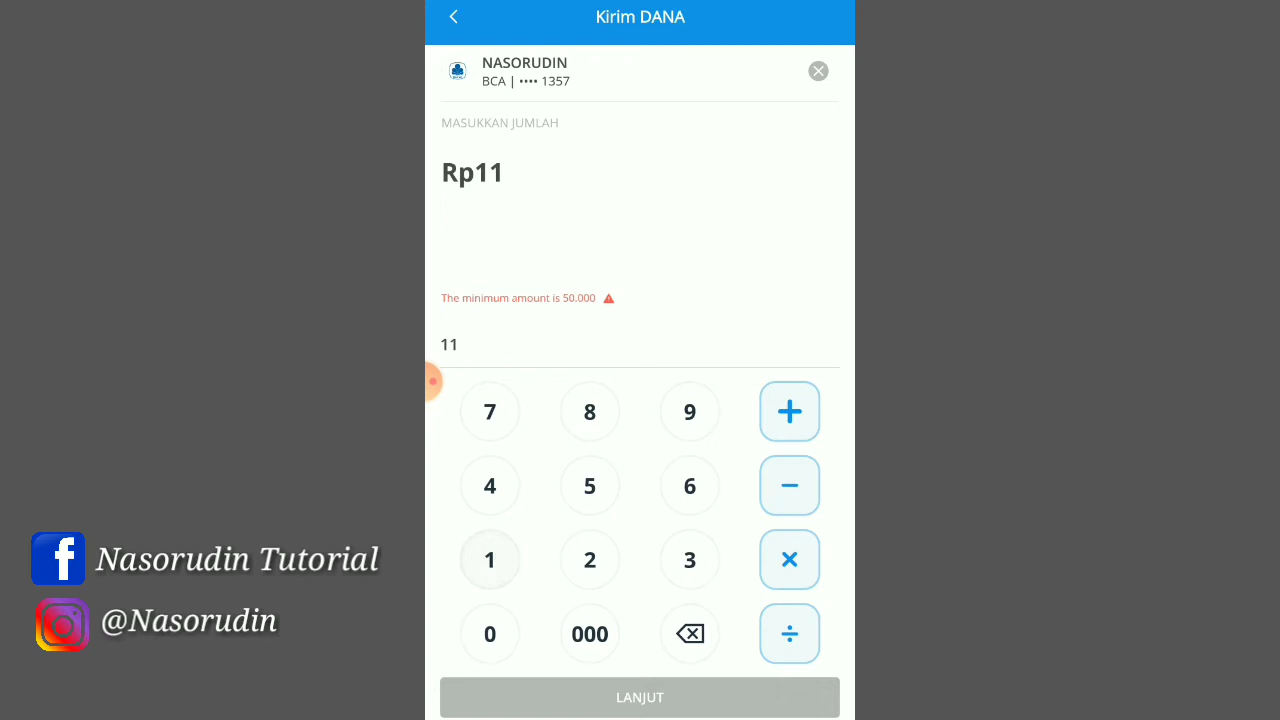 Kirim DANA
NASORUDIN
BCA | •••• 1357
MASUKKAN JUMLAH
Rp11
The minimum amount is 50.000
11
7 8 9 +
4 5 6 −
1 2 3 ×
0 000 ÷
LANJUT
f Nasorudin Tutorial
@Nasorudin